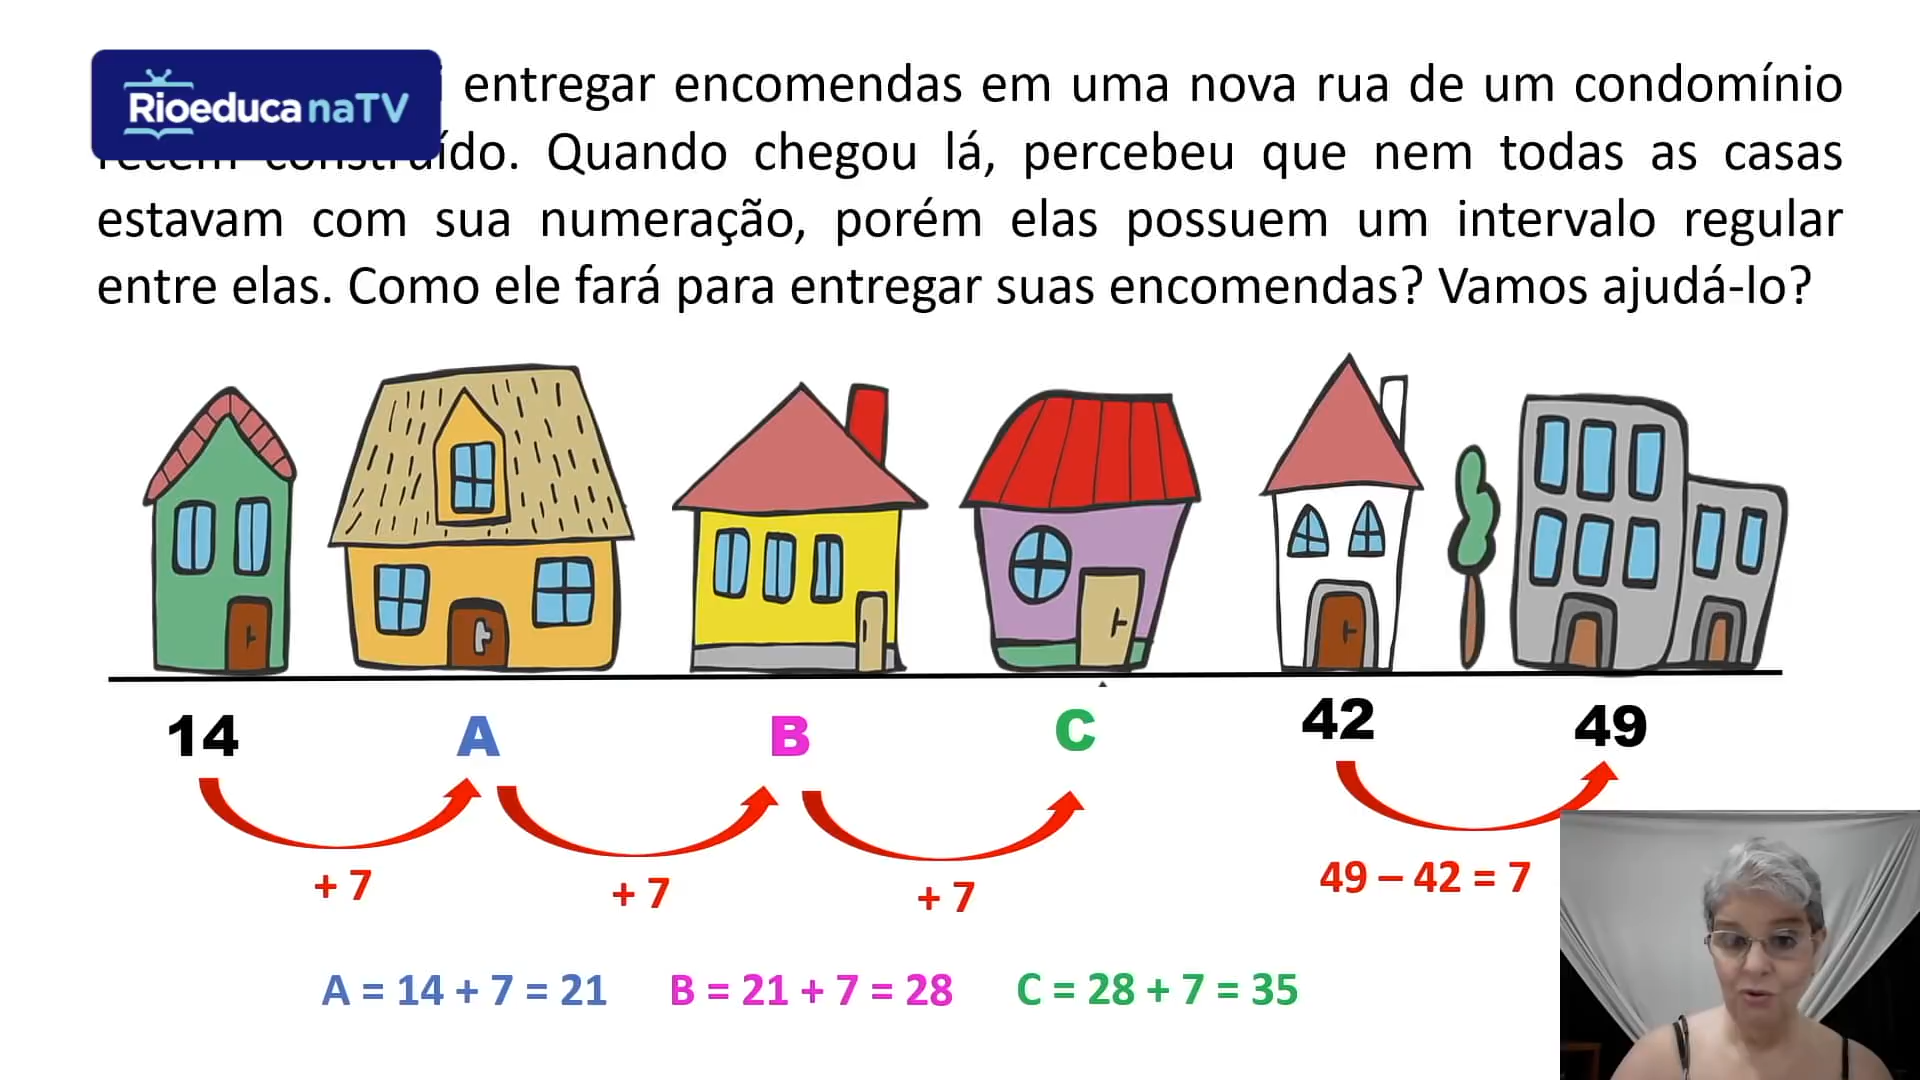 Rioeduca naTV
entregar encomendas em uma nova rua de um condomínio
recém construído. Quando chegou lá, percebeu que nem todas as casas
estavam com sua numeração, porém elas possuem um intervalo regular
entre elas. Como ele fará para entregar suas encomendas? Vamos ajudá-lo?
14 A B C 42 49
+ 7 + 7 + 7 49 – 42 = 7
A = 14 + 7 = 21 B = 21 + 7 = 28 C = 28 + 7 = 35